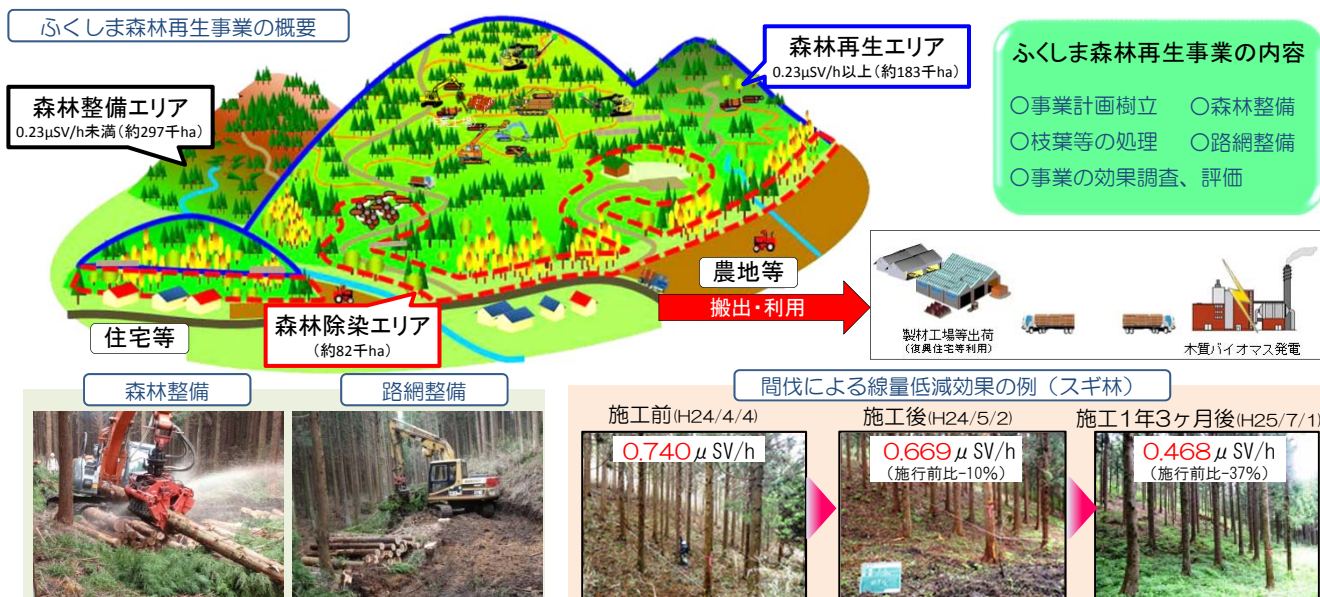 ふくしま森林再生事業の概要
森林整備エリア
0.23μSV/h未満(約297千ha)
森林再生エリア
0.23μSV/h以上(約183千ha)
ふくしま森林再生事業の内容
○事業計画樹立 ○森林整備
○枝葉等の処理 ○路網整備
○事業の効果調査、評価
住宅等
森林除染エリア
(約82千ha)
農地等
搬出・利用
製材工場等出荷
(復興住宅等利用)
木質バイオマス発電
森林整備
路網整備
間伐による線量低減効果の例(スギ林)
施工前(H24/4/4)
0.740μSV/h
施工後(H24/5/2)
0.669μSV/h
(施行前比-10%)
施工1年3ヶ月後(H25/7/1)
0.468μSV/h
(施行前比-37%)